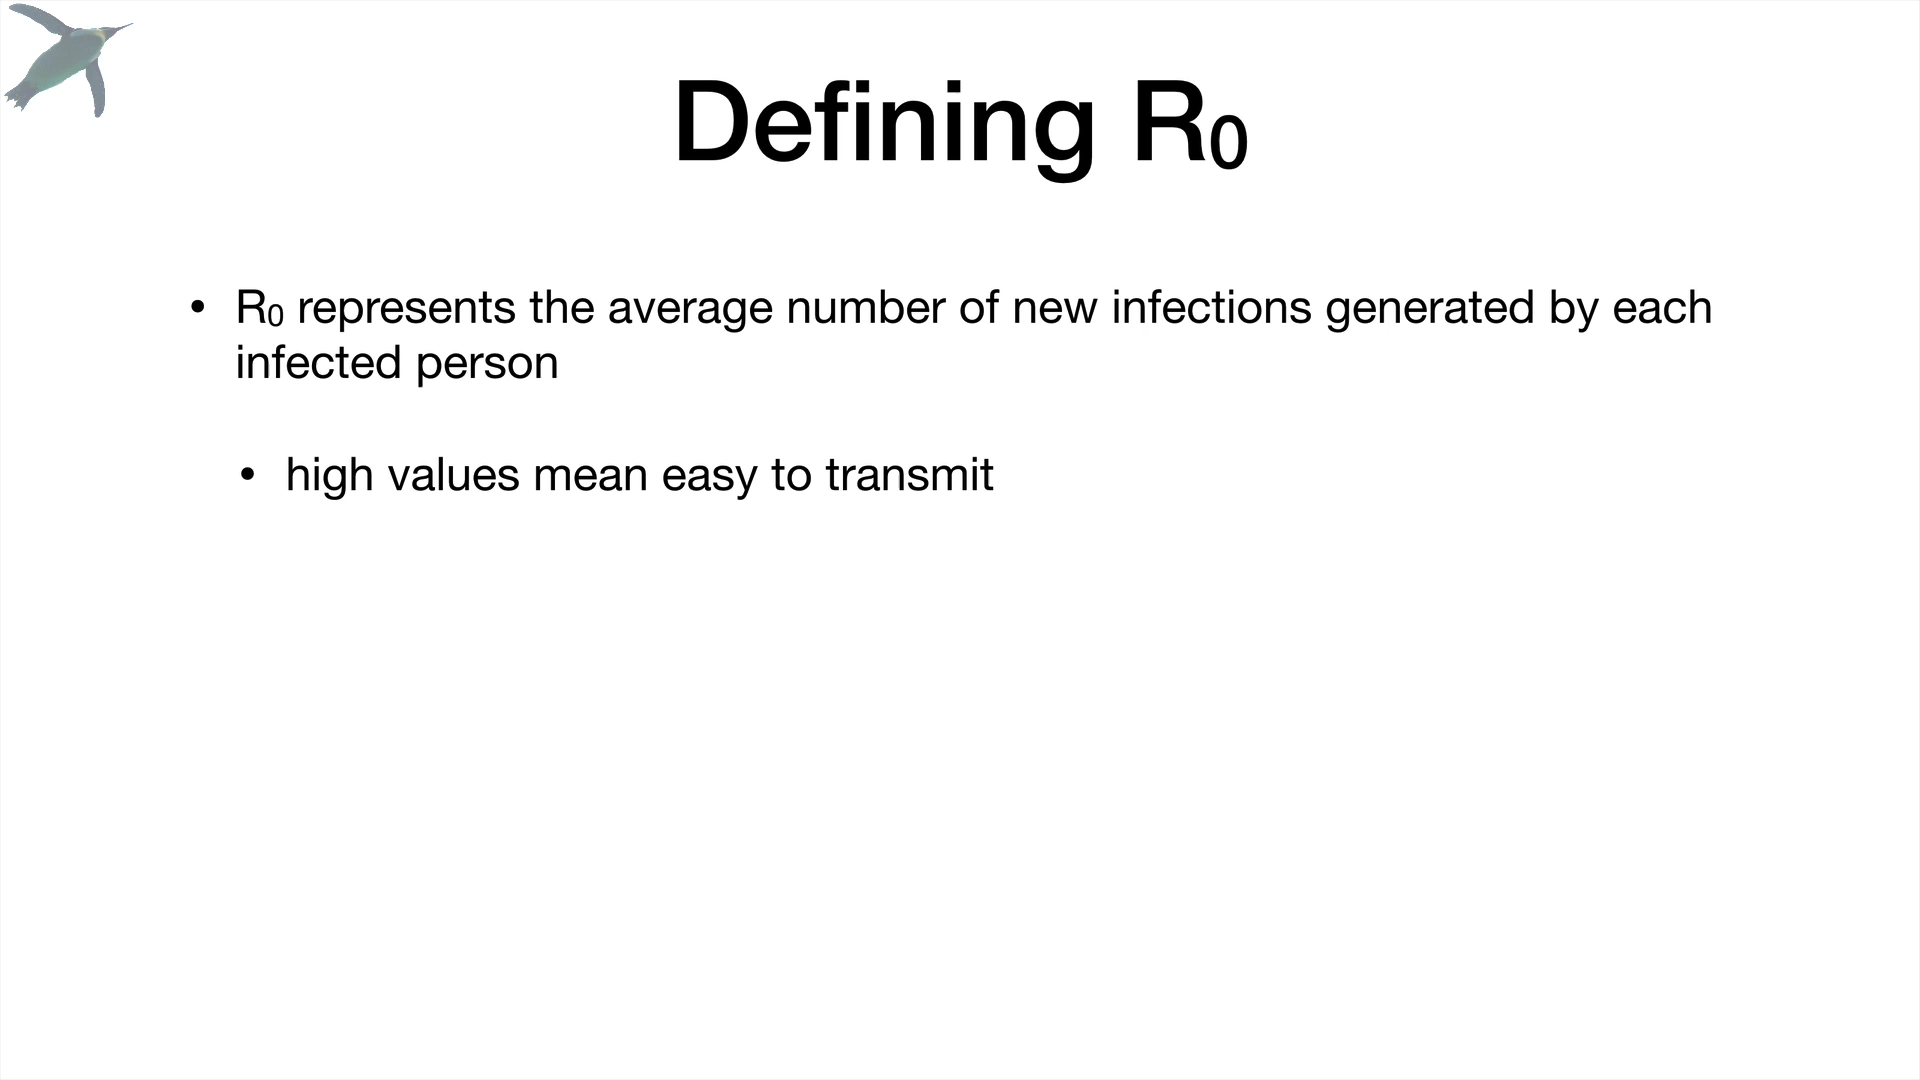 Defining R₀
• R₀ represents the average number of new infections generated by each
infected person
• high values mean easy to transmit